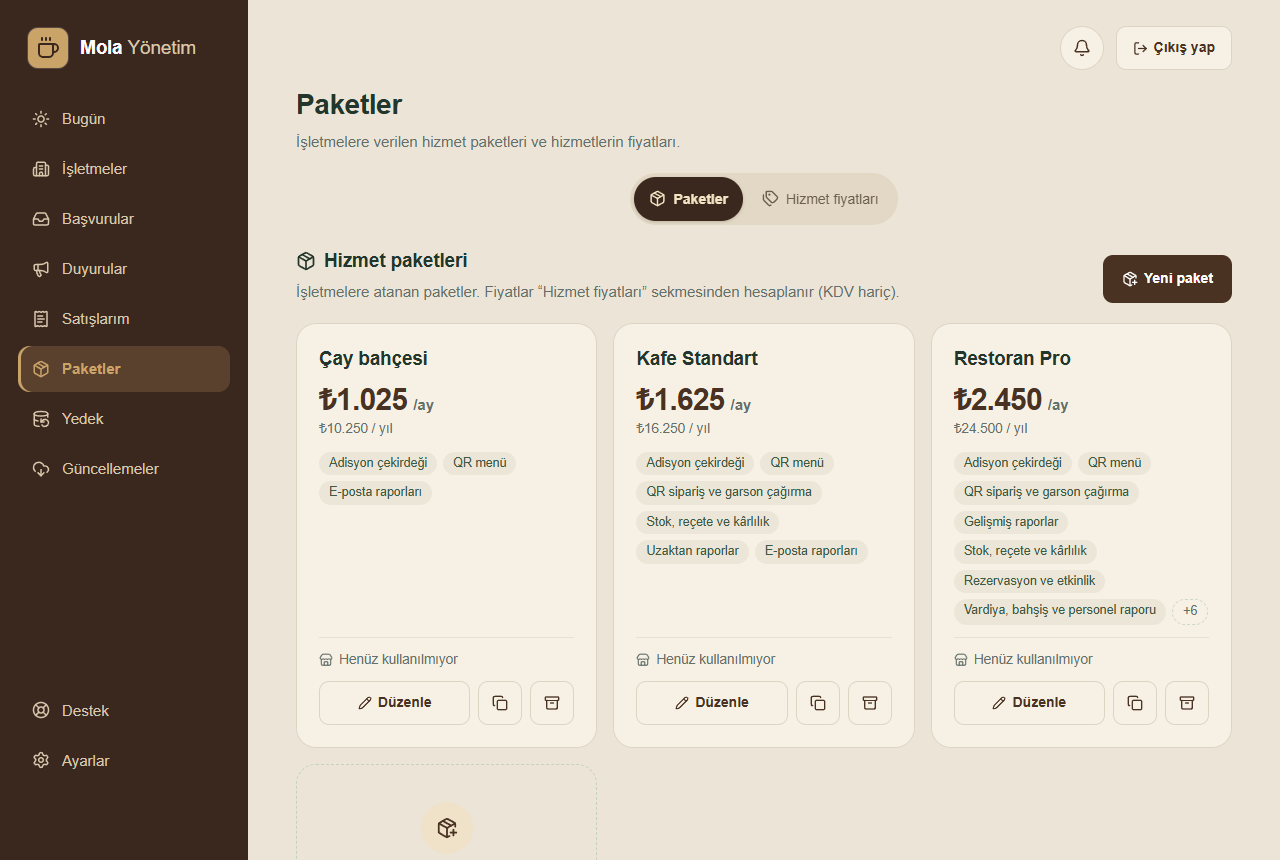 Mola Yönetim
Çıkış yap
Bugün
İşletmeler
Başvurular
Duyurular
Satışlarım
Paketler
Yedek
Güncellemeler
Destek
Ayarlar
Paketler
İşletmelere verilen hizmet paketleri ve hizmetlerin fiyatları.
Paketler
Hizmet fiyatları
Hizmet paketleri
İşletmelere atanan paketler. Fiyatlar “Hizmet fiyatları” sekmesinden hesaplanır (KDV hariç).
Yeni paket
Çay bahçesi
₺1.025 /ay
₺10.250 / yıl
Adisyon çekirdeği QR menü
E-posta raporları
Henüz kullanılmıyor
Düzenle
Kafe Standart
₺1.625 /ay
₺16.250 / yıl
Adisyon çekirdeği QR menü
QR sipariş ve garson çağırma
Stok, reçete ve kârlılık
Uzaktan raporlar E-posta raporları
Henüz kullanılmıyor
Düzenle
Restoran Pro
₺2.450 /ay
₺24.500 / yıl
Adisyon çekirdeği QR menü
QR sipariş ve garson çağırma
Gelişmiş raporlar
Stok, reçete ve kârlılık
Rezervasyon ve etkinlik
Vardiya, bahşiş ve personel raporu +6
Henüz kullanılmıyor
Düzenle